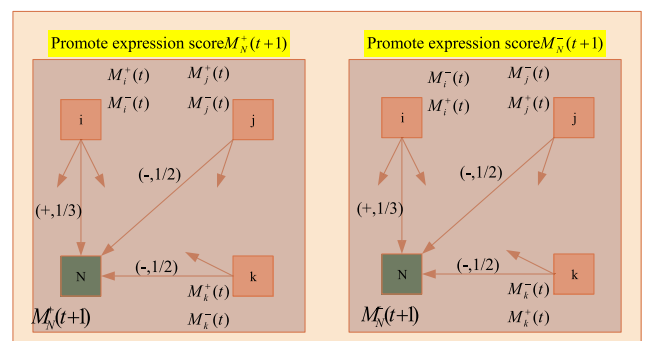 Promote expression score M_N^+(t+1)
M_i^+(t) M_j^+(t)
M_i^-(t) M_j^-(t)
i j
(-,1/2)
(+,1/3)
N (-,1/2) k
M_k^+(t)
M_N^+(t+1)
M_k^-(t)
Promote expression score M_N^-(t+1)
M_i^-(t) M_j^-(t)
M_i^+(t) M_j^+(t)
i j
(-,1/2)
(+,1/3)
N (-,1/2) k
M_k^-(t)
M_N^-(t+1)
M_k^+(t)